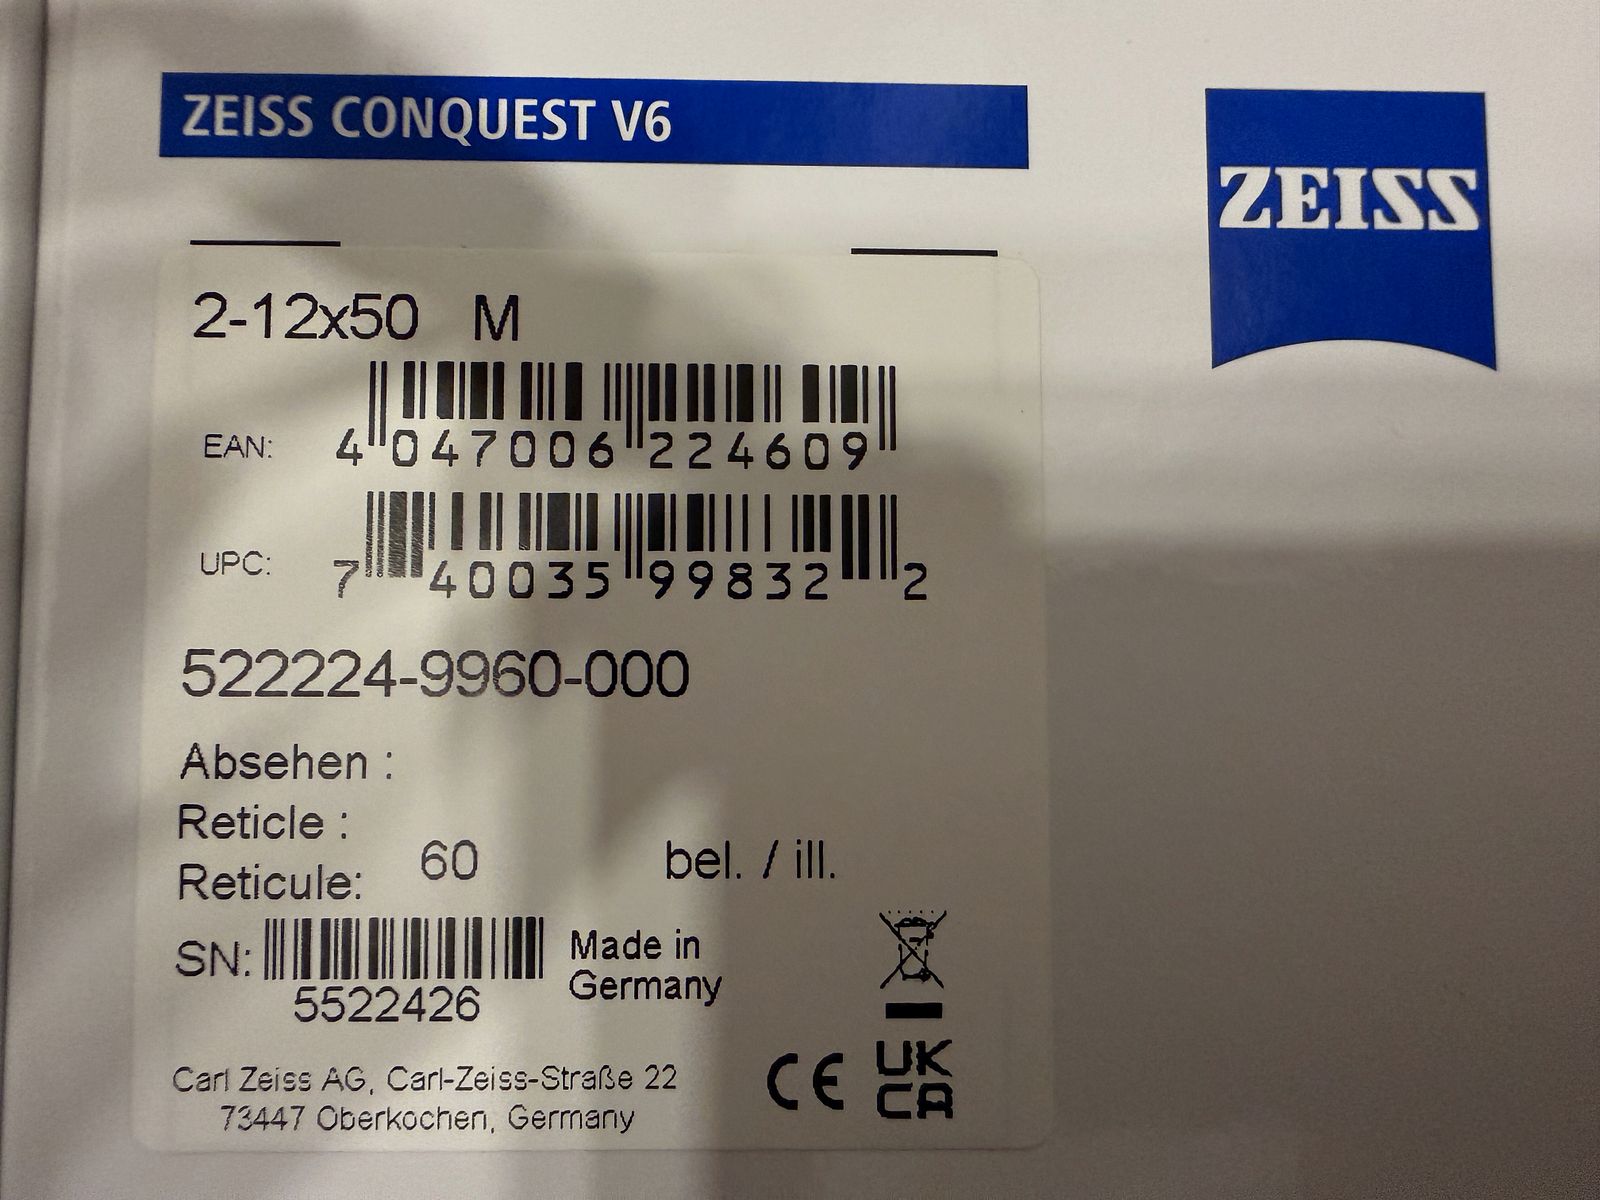 ZEISS CONQUEST V6
ZEISS
2-12x50 M
EAN: 4 047006 224609
UPC: 7 40035 99832 2
522224-9960-000
Absehen :
Reticle :
Reticule: 60 bel. / ill.
SN: 5522426
Made in
Germany
Carl Zeiss AG, Carl-Zeiss-Straße 22
73447 Oberkochen, Germany
CE
UK
CA